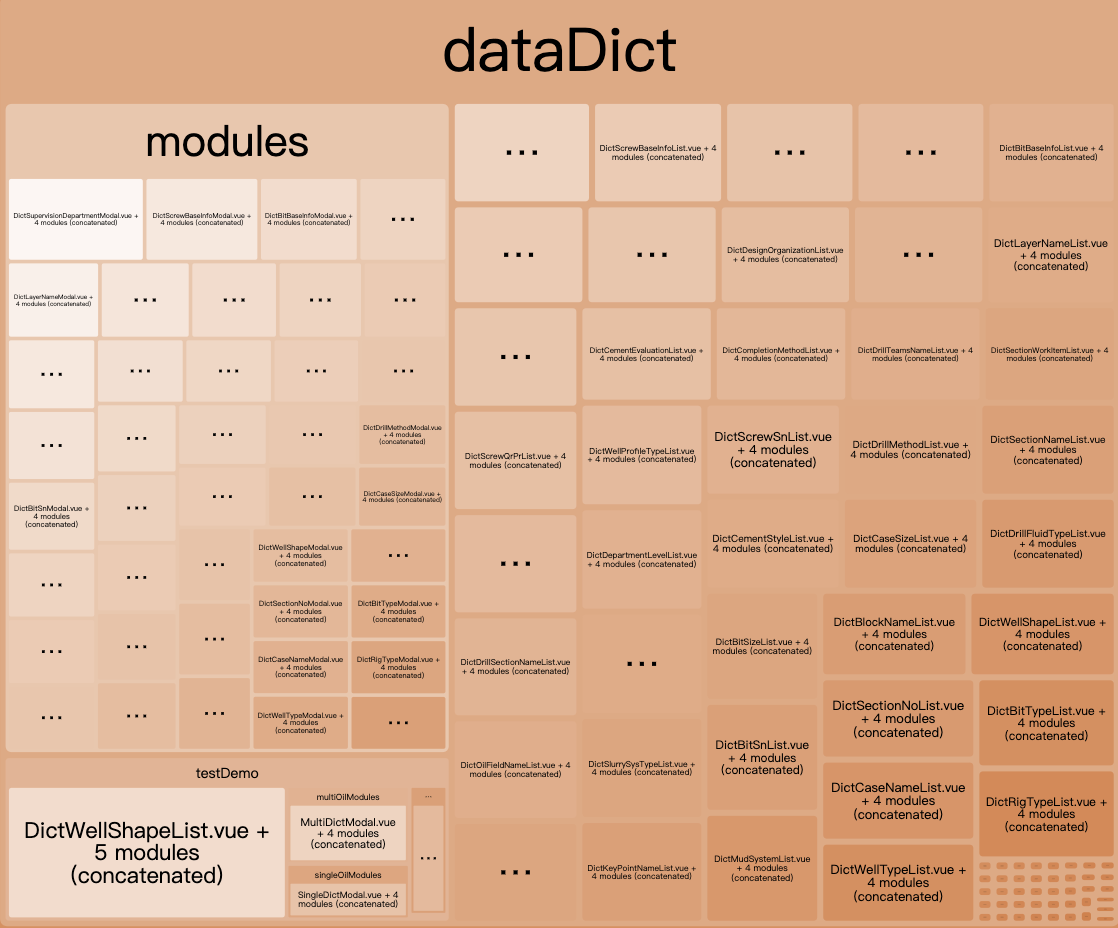 dataDict
modules
DictSupervisionDepartmentModal.vue +
4 modules (concatenated)
DictScrewBaseInfoModal.vue +
4 modules (concatenated)
DictBitBaseInfoModal.vue +
4 modules (concatenated)
...
DictLayerNameModal.vue +
4 modules (concatenated)
...
...
...
...
...
...
...
...
...
...
...
...
...
DictDrillMethodModal.vue
+ 4 modules
(concatenated)
DictBitSnModal.vue +
4 modules
(concatenated)
...
...
...
DictCaseSizeModal.vue +
4 modules (concatenated)
...
...
...
DictWellShapeModal.vue
+ 4 modules
(concatenated)
...
DictSectionNoModal.vue
+ 4 modules
(concatenated)
DictBitTypeModal.vue +
4 modules
(concatenated)
...
...
...
DictCaseNameModal.vue
+ 4 modules
(concatenated)
DictRigTypeModal.vue +
4 modules
(concatenated)
...
...
...
DictWellTypeModal.vue +
4 modules
(concatenated)
...
testDemo
DictWellShapeList.vue +
5 modules
(concatenated)
multiOilModules
MultiDictModal.vue
+ 4 modules
(concatenated)
singleOilModules
SingleDictModal.vue + 4
modules (concatenated)
...
...
...
DictScrewBaseInfoList.vue + 4
modules (concatenated)
...
...
DictBitBaseInfoList.vue + 4
modules (concatenated)
...
...
DictDesignOrganizationList.vue
+ 4 modules (concatenated)
...
DictLayerNameList.vue
+ 4 modules
(concatenated)
...
DictCementEvaluationList.vue +
4 modules (concatenated)
DictCompletionMethodList.vue +
4 modules (concatenated)
DictDrillTeamsNameList.vue + 4
modules (concatenated)
DictSectionWorkItemList.vue + 4
modules (concatenated)
DictScrewQrPrList.vue + 4
modules (concatenated)
DictWellProfileTypeList.vue
+ 4 modules (concatenated)
DictScrewSnList.vue
+ 4 modules
(concatenated)
DictDrillMethodList.vue +
4 modules (concatenated)
DictSectionNameList.vue
+ 4 modules
(concatenated)
...
DictDepartmentLevelList.vue
+ 4 modules (concatenated)
DictCementStyleList.vue +
4 modules (concatenated)
DictCaseSizeList.vue + 4
modules (concatenated)
DictDrillFluidTypeList.vue
+ 4 modules
(concatenated)
DictDrillSectionNameList.vue
+ 4 modules (concatenated)
...
DictBitSizeList.vue + 4
modules (concatenated)
DictBlockNameList.vue
+ 4 modules
(concatenated)
DictWellShapeList.vue +
4 modules
(concatenated)
DictSectionNoList.vue
+ 4 modules
(concatenated)
DictBitTypeList.vue +
4 modules
(concatenated)
DictOilFieldNameList.vue + 4
modules (concatenated)
DictSlurrySysTypeList.vue +
4 modules (concatenated)
DictBitSnList.vue
+ 4 modules
(concatenated)
DictCaseNameList.vue
+ 4 modules
(concatenated)
DictRigTypeList.vue +
4 modules
(concatenated)
...
DictKeyPointNameList.vue +
4 modules (concatenated)
DictMudSystemList.vue
+ 4 modules
(concatenated)
DictWellTypeList.vue +
4 modules
(concatenated)